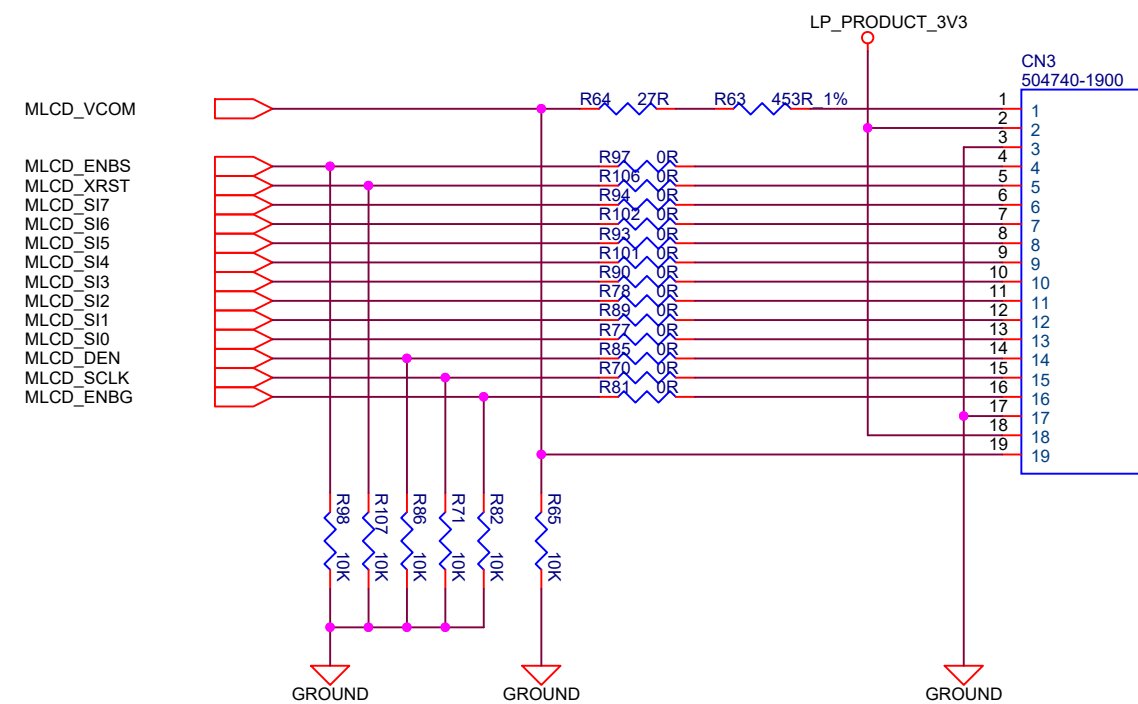 LP_PRODUCT_3V3
CN3
504740-1900
MLCD_VCOM R64 27R R63 453R_1% 1 1
2 2
3 3
MLCD_ENBS R97 0R 4 4
MLCD_XRST R106 0R 5 5
MLCD_SI7 R94 0R 6 6
MLCD_SI6 R102 0R 7 7
MLCD_SI5 R93 0R 8 8
MLCD_SI4 R101 0R 9 9
MLCD_SI3 R90 0R 10 10
MLCD_SI2 R78 0R 11 11
MLCD_SI1 R89 0R 12 12
MLCD_SI0 R77 0R 13 13
MLCD_DEN R85 0R 14 14
MLCD_SCLK R70 0R 15 15
MLCD_ENBG R81 0R 16 16
17 17
18 18
19 19
R98 10K
R107 10K
R86 10K
R71 10K
R82 10K
R65 10K
GROUND GROUND GROUND